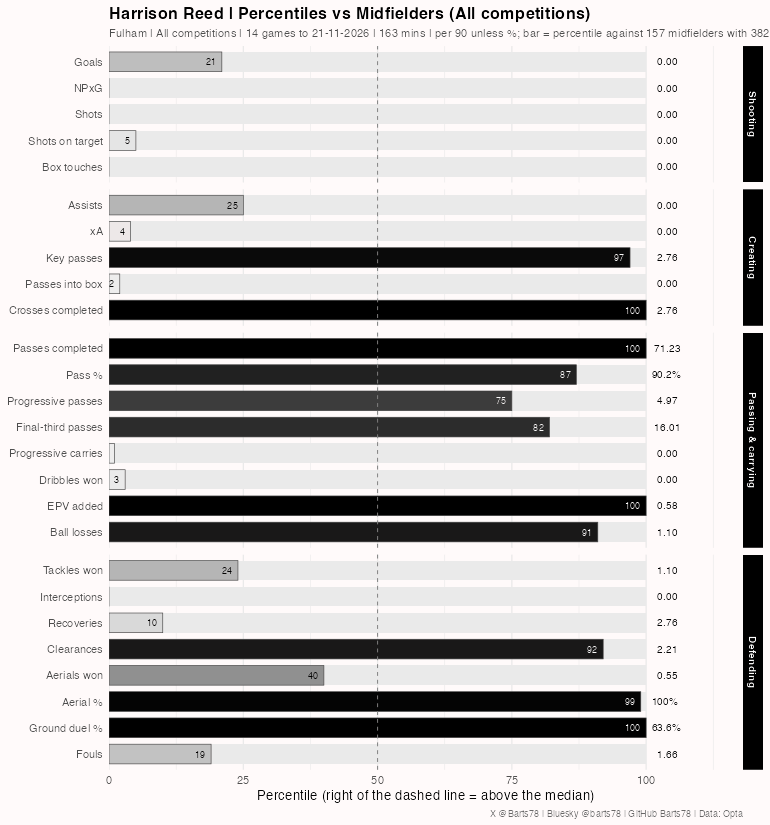 Harrison Reed | Percentiles vs Midfielders (All competitions)
Fulham | All competitions | 14 games to 21-11-2026 | 163 mins | per 90 unless %; bar = percentile against 157 midfielders with 382
Goals 21 0.00
NPxG 0.00
Shots 0.00
Shots on target 5 0.00
Box touches 0.00
Shooting
Assists 25 0.00
xA 4 0.00
Key passes 97 2.76
Passes into box 2 0.00
Crosses completed 100 2.76
Creating
Passes completed 100 71.23
Pass % 87 90.2%
Progressive passes 75 4.97
Final-third passes 82 16.01
Progressive carries 0.00
Dribbles won 3 0.00
EPV added 100 0.58
Ball losses 91 1.10
Passing & carrying
Tackles won 24 1.10
Interceptions 0.00
Recoveries 10 2.76
Clearances 92 2.21
Aerials won 40 0.55
Aerial % 99 100%
Ground duel % 100 63.6%
Fouls 19 1.66
Defending
0 25 50 75 100
Percentile (right of the dashed line = above the median)
X @Barts78 | Bluesky @barts78 | GitHub Barts78 | Data: Opta